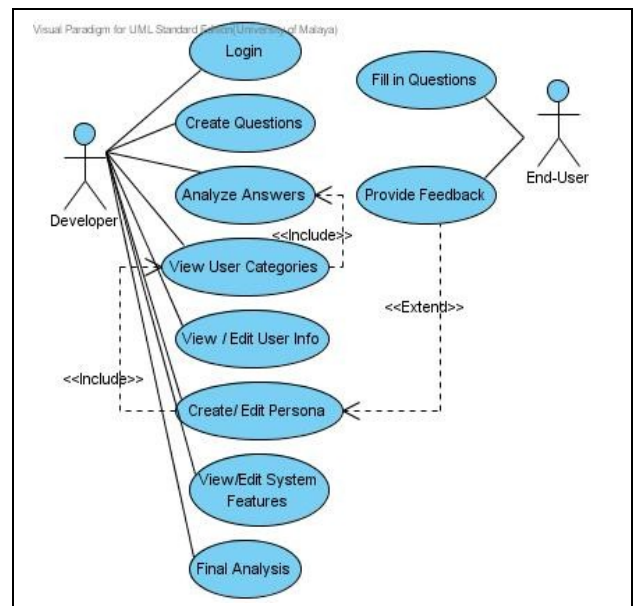 Visual Paradigm for UML Standard Edition(University of Malaya)
Login
Fill in Questions
Create Questions
End-User
Analyze Answers
Provide Feedback
Developer
<<Include>>
View User Categories
<<Extend>>
View / Edit User Info
<<Include>>
Create/ Edit Persona
View/Edit System
Features
Final Analysis